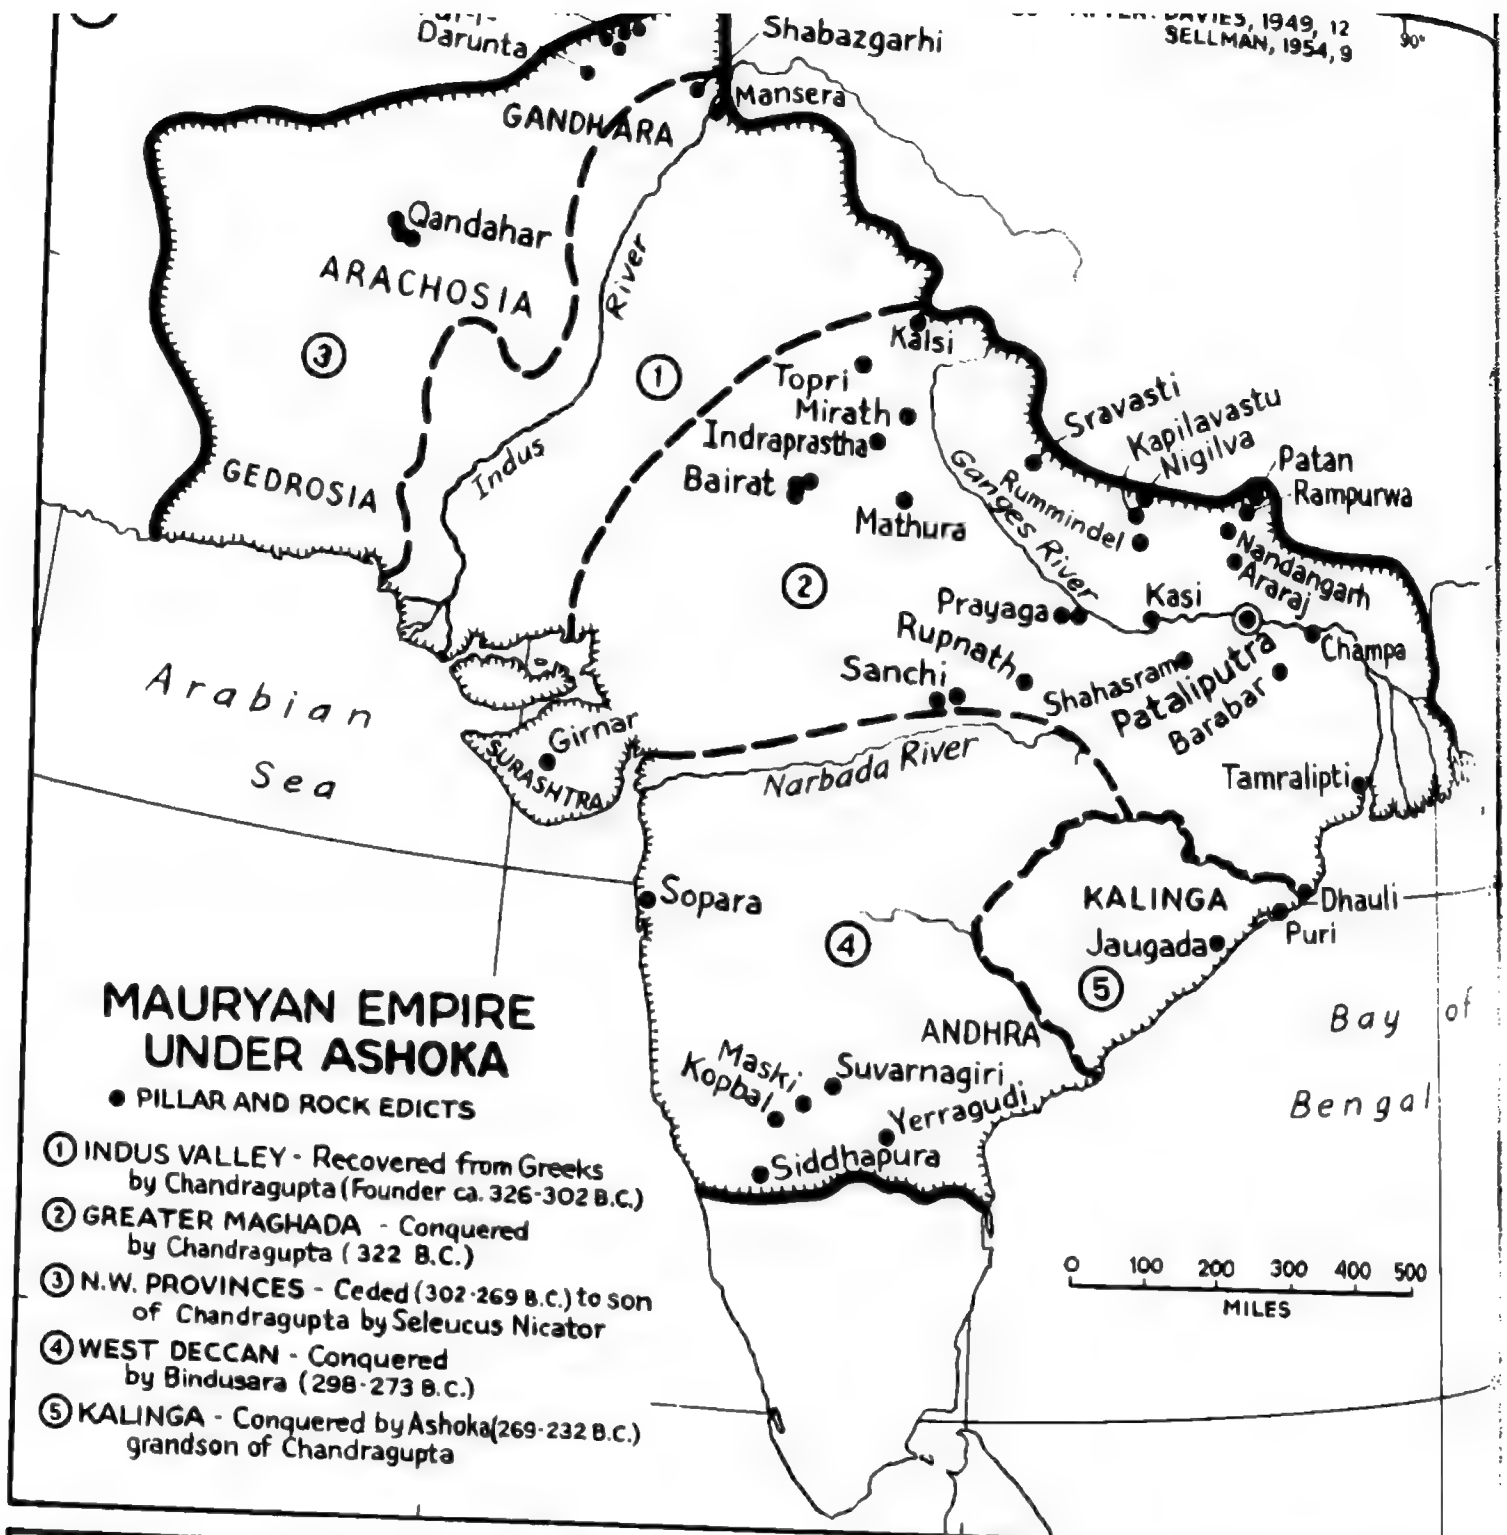 Darunta
Shabazgarhi
AFTER: DAVIES, 1949, 12
SELLMAN, 1954, 9
90°
Mansera
GANDHARA
Qandahar
ARACHOSIA
River
3
1
Kalsi
Topri
Mirath
Indraprastha
Bairat
Mathura
Sravasti
Kapilavastu
Nigilva
Patan
Rampurwa
GEDROSIA
Indus
Ganges River
Rummindel
Nandangarh
Araraj
2
Prayaga
Kasi
Rupnath
Sanchi
Shahasram
Pataliputra
Champa
Barabar
Arabian
Sea
Girnar
SURASHTRA
Narbada River
Tamralipti
Sopara
KALINGA
Dhauli
Puri
Jaugada
4
5
Bay of
Bengal
ANDHRA
Maski
Kopbal
Suvarnagiri
Yerragudi
Siddhapura
MAURYAN EMPIRE
UNDER ASHOKA
PILLAR AND ROCK EDICTS
1 INDUS VALLEY - Recovered from Greeks
by Chandragupta (Founder ca. 326-302 B.C.)
2 GREATER MAGHADA - Conquered
by Chandragupta ( 322 B.C.)
3 N.W. PROVINCES - Ceded (302-269 B.C.) to son
of Chandragupta by Seleucus Nicator
4 WEST DECCAN - Conquered
by Bindusara (298-273 B.C.)
5 KALINGA - Conquered by Ashoka (269-232 B.C.)
grandson of Chandragupta
0 100 200 300 400 500
MILES